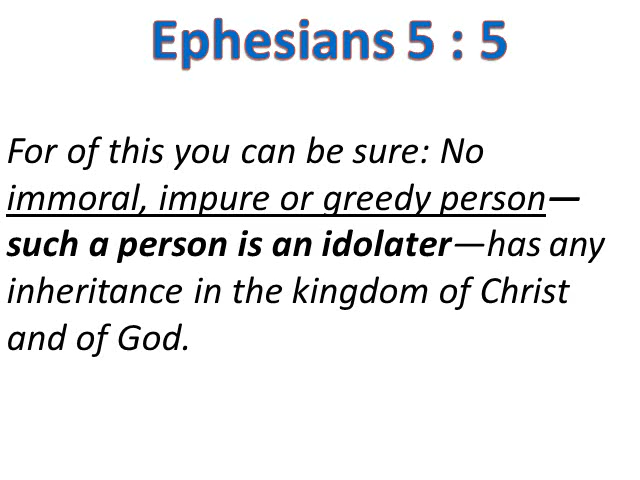 Ephesians 5 : 5
For of this you can be sure: No
immoral, impure or greedy person—
such a person is an idolater—has any
inheritance in the kingdom of Christ
and of God.